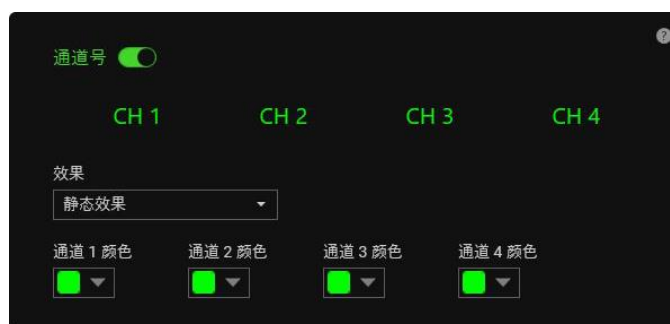 通道号
CH 1 CH 2 CH 3 CH 4
效果
静态效果
通道 1 颜色 通道 2 颜色 通道 3 颜色 通道 4 颜色